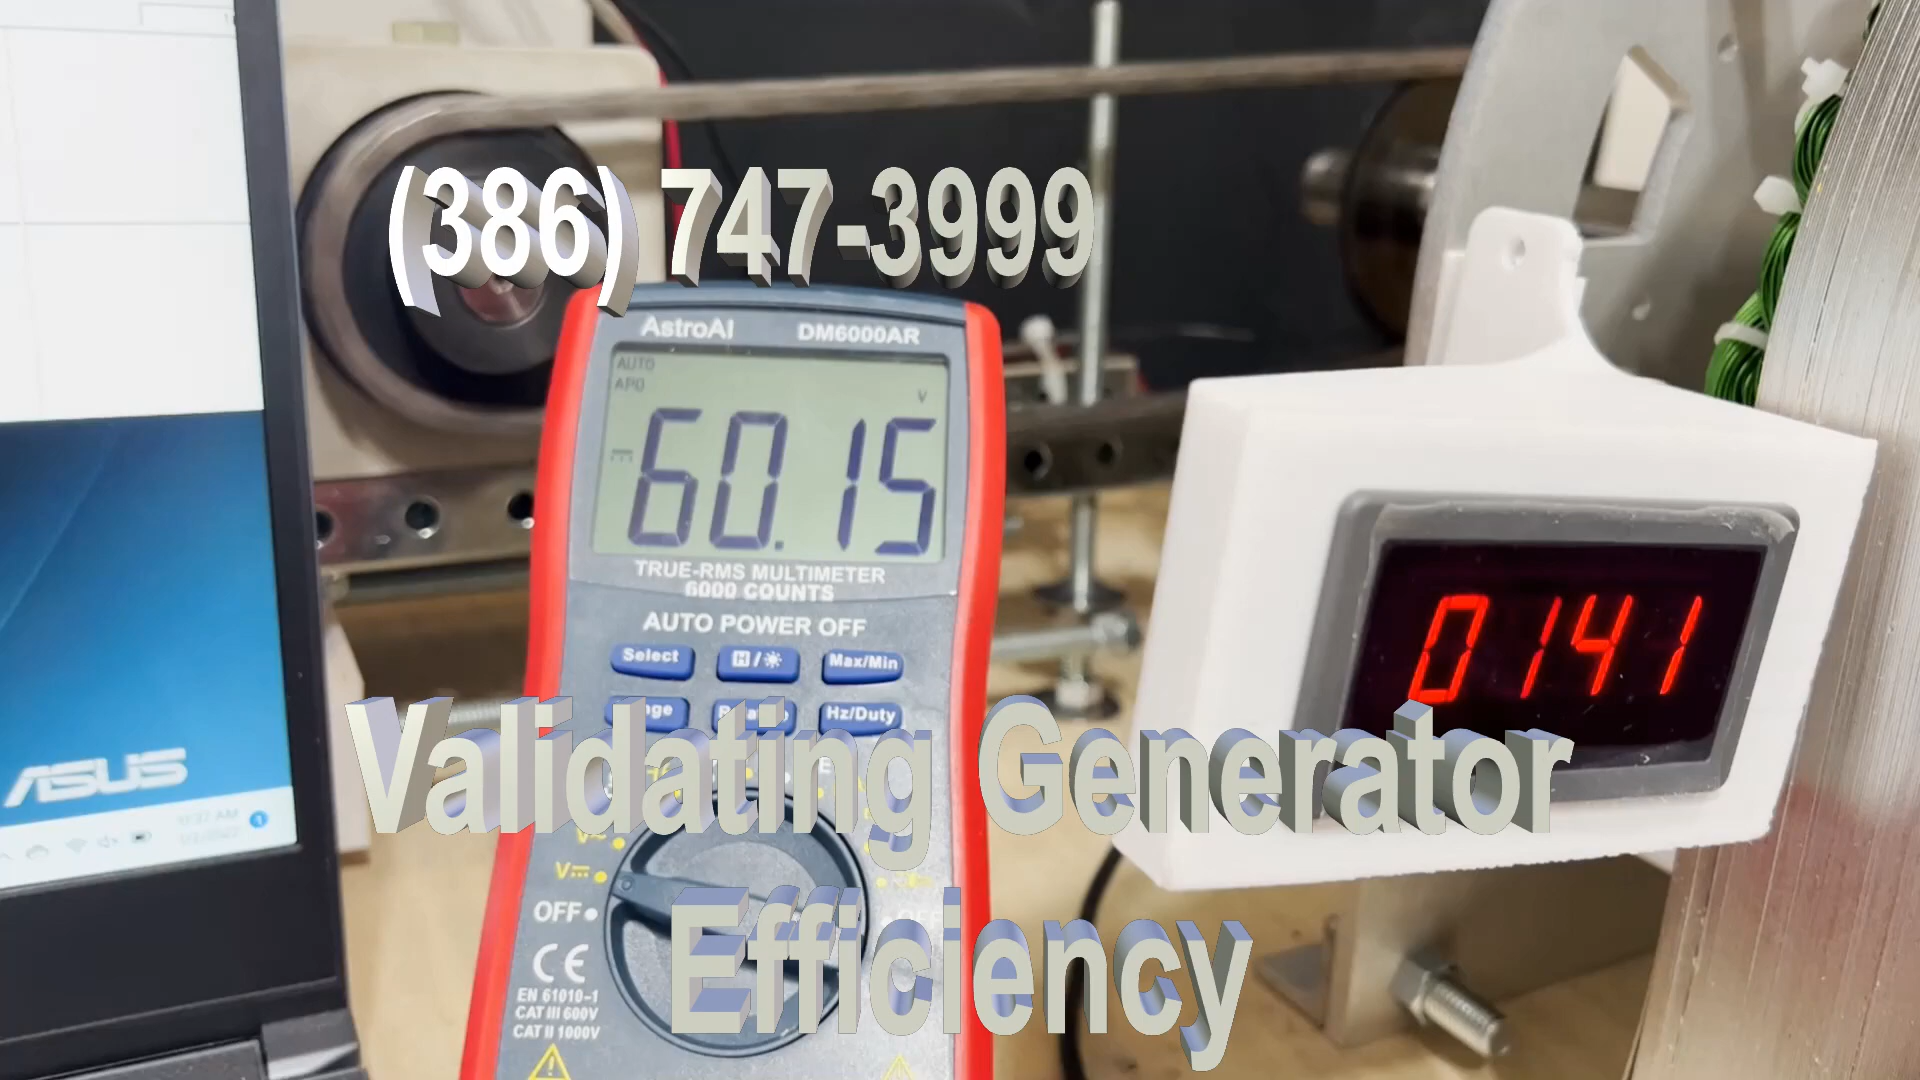 (386) 747-3999
AstroAI DM6000AR
AUTO
APO
V
60.15
TRUE-RMS MULTIMETER
6000 COUNTS
AUTO POWER OFF
Select H/☀ Max/Min
Hz/Duty
0141
Validating Generator
Efficiency
ASUS
V
OFF
CE
EN 61010-1
CAT III 600V
CAT II 1000V